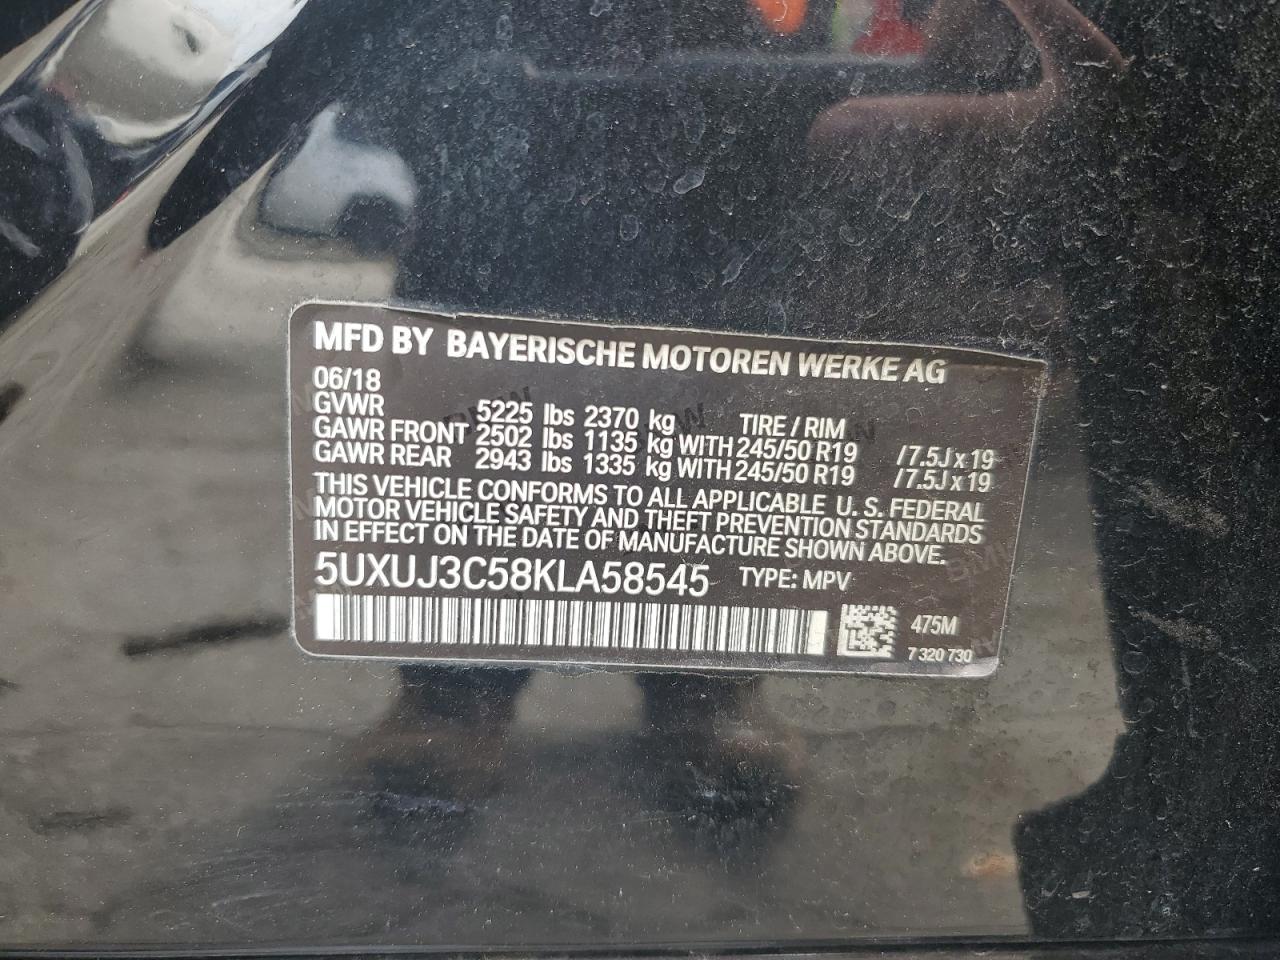 MFD BY BAYERISCHE MOTOREN WERKE AG
06/18
GVWR 5225 lbs 2370 kg TIRE / RIM
GAWR FRONT 2502 lbs 1135 kg WITH 245/50 R19 /7.5J x 19
GAWR REAR 2943 lbs 1335 kg WITH 245/50 R19 /7.5J x 19
THIS VEHICLE CONFORMS TO ALL APPLICABLE U. S. FEDERAL
MOTOR VEHICLE SAFETY AND THEFT PREVENTION STANDARDS
IN EFFECT ON THE DATE OF MANUFACTURE SHOWN ABOVE.
5UXUJ3C58KLA58545 TYPE: MPV
475M
7 320 730